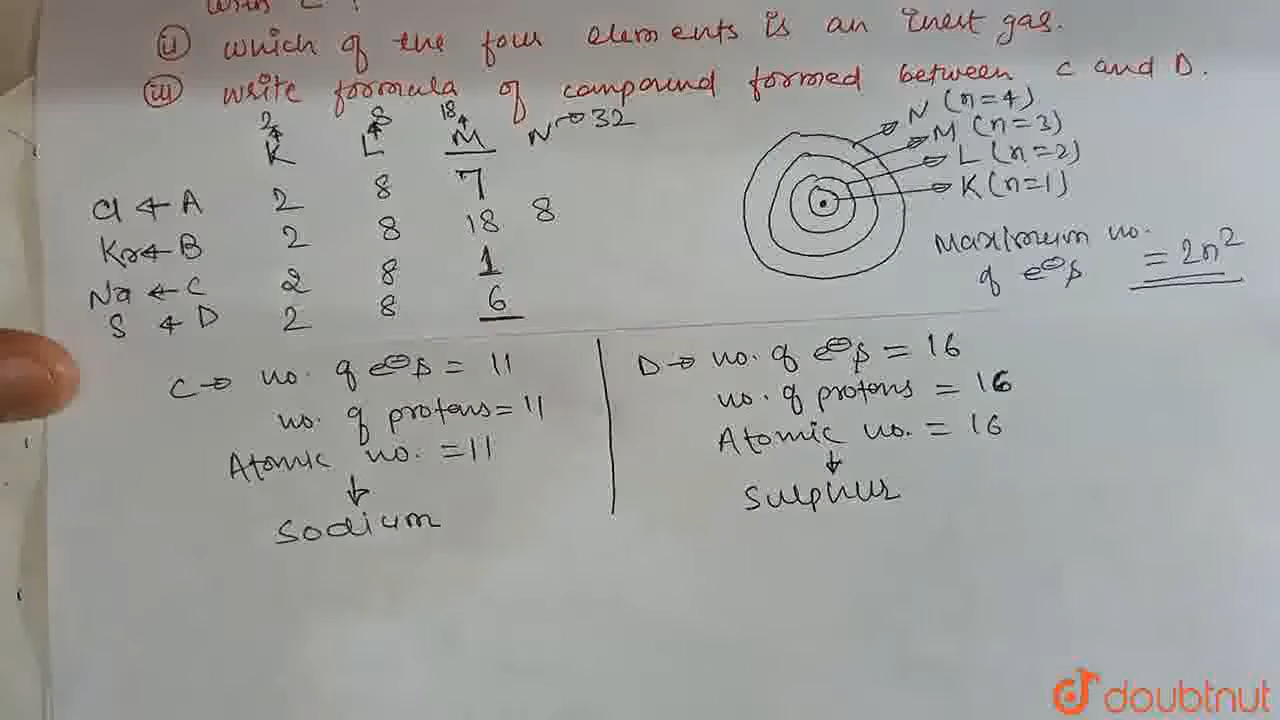 with C ?
ii) which of the four elements is an inert gas.
iii) write formula of compound formed between C and D.
2 8 18 N → 32
K L M
Cl ← A 2 8 7
Kr ← B 2 8 18 8
Na ← C 2 8 1
S ← D 2 8 6
N (n=4)
M (n=3)
L (n=2)
K (n=1)
Maximum no. of e⊖s = 2n²
C → no. of e⊖s = 11
no. of protons = 11
Atomic no. = 11
↓
Sodium
D → no. of e⊖s = 16
no. of protons = 16
Atomic no. = 16
↓
Sulphur
doubtnut